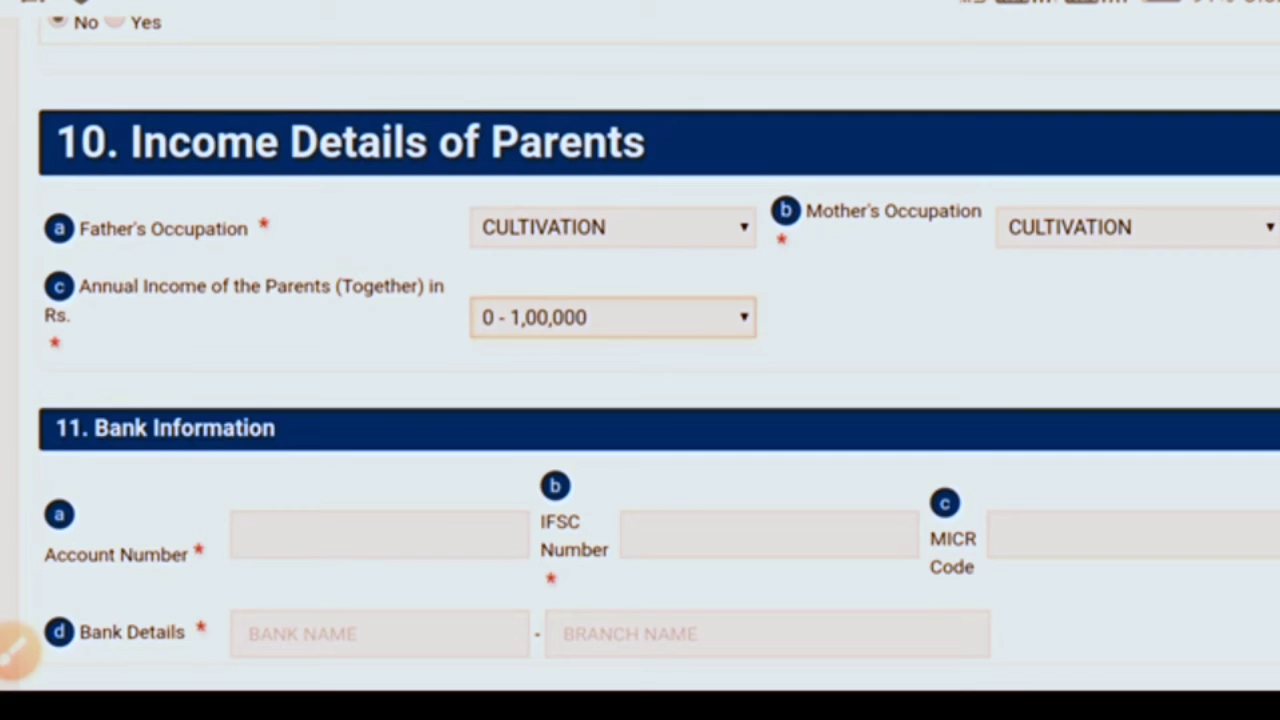 No Yes
10. Income Details of Parents
a Father's Occupation * CULTIVATION
b Mother's Occupation * CULTIVATION
c Annual Income of the Parents (Together) in
Rs.
* 0 - 1,00,000
11. Bank Information
a
Account Number *
b
IFSC
Number
*
c
MICR
Code
d Bank Details * BANK NAME - BRANCH NAME